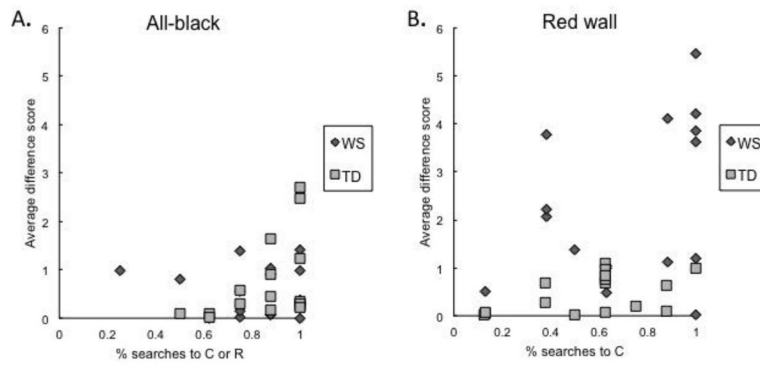 A.
All-black
Average difference score
6
5
4
3
2
1
0
0 0.2 0.4 0.6 0.8 1
% searches to C or R
WS
TD
B.
Red wall
Average difference score
6
5
4
3
2
1
0
0 0.2 0.4 0.6 0.8 1
% searches to C
WS
TD